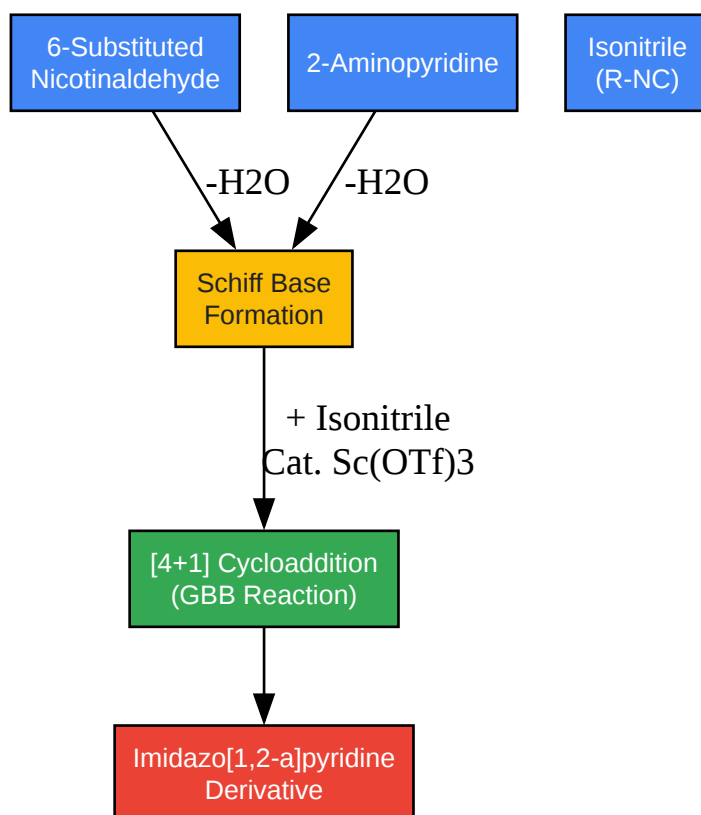 6-Substituted
Nicotinaldehyde
2-Aminopyridine
Isonitrile
(R-NC)
-H2O
-H2O
Schiff Base
Formation
+ Isonitrile
Cat. Sc(OTf)3
[4+1] Cycloaddition
(GBB Reaction)
Imidazo[1,2-a]pyridine
Derivative